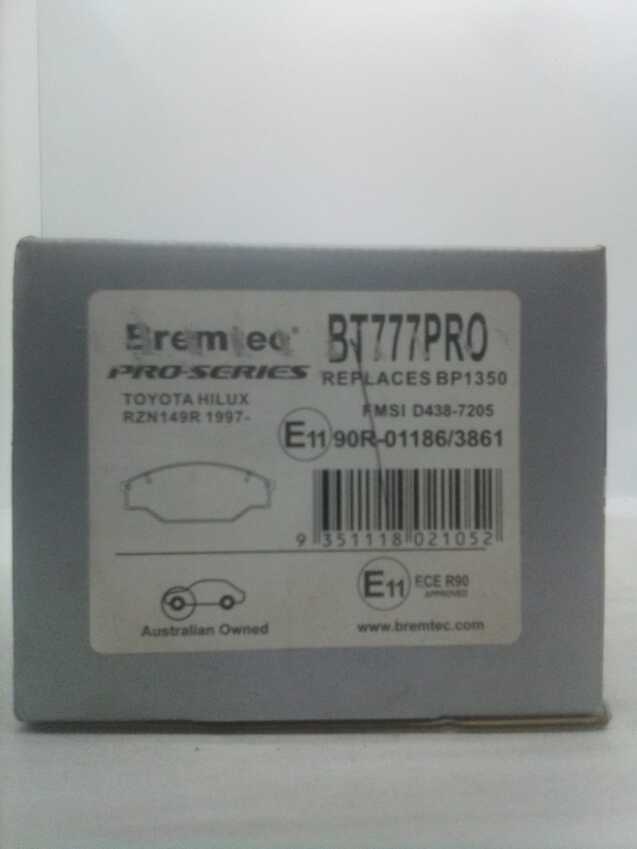 Bremtec® BT777PRO
PRO-SERIES REPLACES BP1350
TOYOTA HILUX FMSI D438-7205
RZN149R 1997-
E11 90R-01186/3861
9 351118 021052
E11 ECE R90
APPROVED
Australian Owned www.bremtec.com